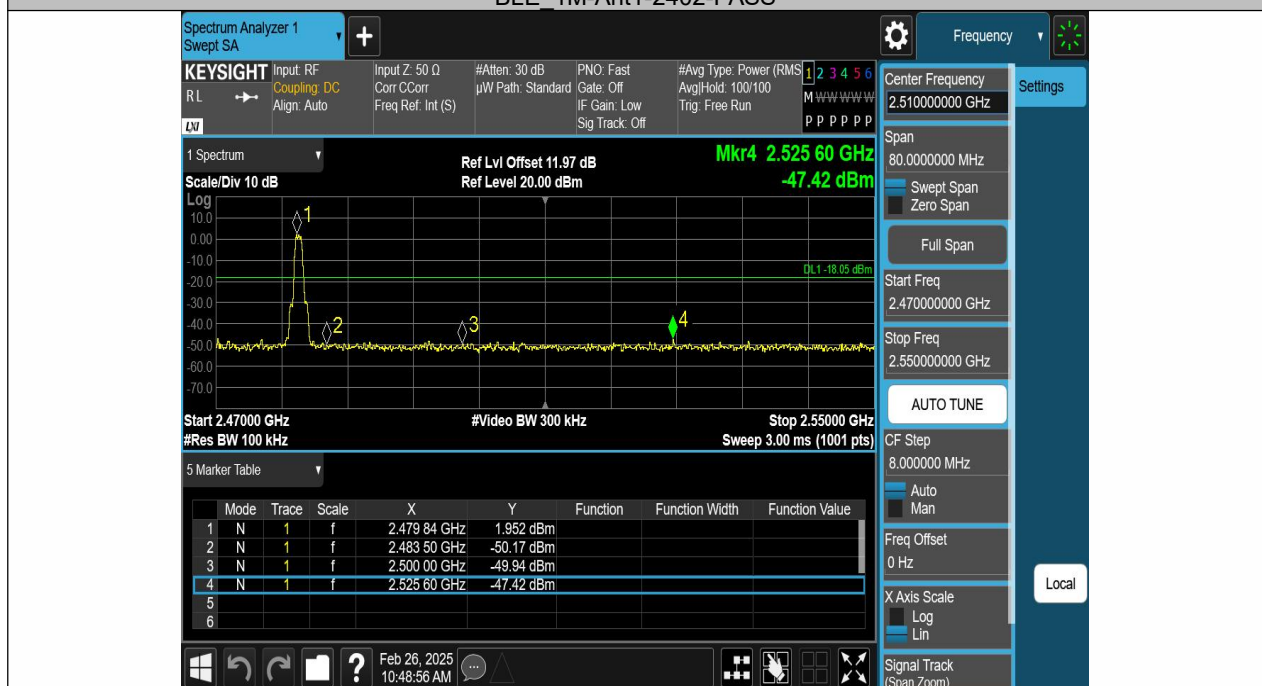 BLE_1M-Ant1-2402-PASS
Spectrum Analyzer 1
Swept SA
+
Frequency
KEYSIGHT
RL
LXI
Input: RF
Coupling: DC
Align: Auto
Input Z: 50 Ω
Corr CCorr
Freq Ref: Int (S)
#Atten: 30 dB
µW Path: Standard
PNO: Fast
Gate: Off
IF Gain: Low
Sig Track: Off
#Avg Type: Power (RMS
Avg|Hold: 100/100
Trig: Free Run
1 2 3 4 5 6
M W W W W W
P P P P P P
1 Spectrum
Scale/Div 10 dB
Ref Lvl Offset 11.97 dB
Ref Level 20.00 dBm
Mkr4 2.525 60 GHz
-47.42 dBm
Log
10.0
0.00
-10.0
-20.0
-30.0
-40.0
-50.0
-60.0
-70.0
1
2
3
4
DL1 -18.05 dBm
Start 2.47000 GHz
#Video BW 300 kHz
Stop 2.55000 GHz
#Res BW 100 kHz
Sweep 3.00 ms (1001 pts)
5 Marker Table
Mode Trace Scale X Y Function Function Width Function Value
1 N 1 f 2.479 84 GHz 1.952 dBm
2 N 1 f 2.483 50 GHz -50.17 dBm
3 N 1 f 2.500 00 GHz -49.94 dBm
4 N 1 f 2.525 60 GHz -47.42 dBm
5
6
?
Feb 26, 2025
10:48:56 AM
Center Frequency
2.510000000 GHz
Settings
Span
80.0000000 MHz
Swept Span
Zero Span
Full Span
Start Freq
2.470000000 GHz
Stop Freq
2.550000000 GHz
AUTO TUNE
CF Step
8.000000 MHz
Auto
Man
Freq Offset
0 Hz
X Axis Scale
Log
Lin
Local
Signal Track
(Span Zoom)